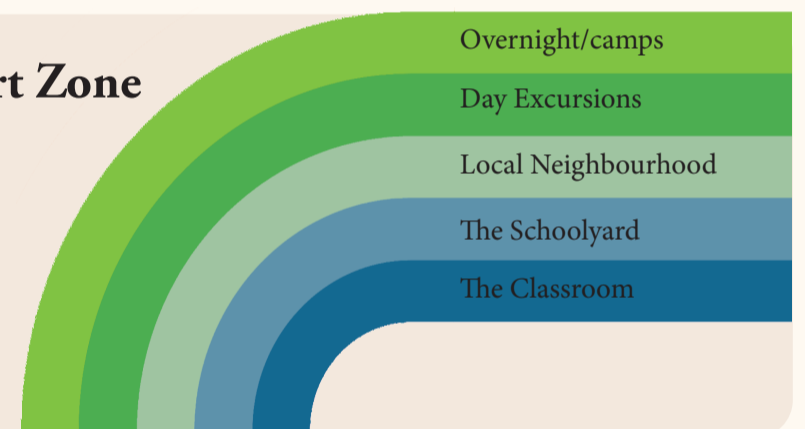 rt Zone
Overnight/camps
Day Excursions
Local Neighbourhood
The Schoolyard
The Classroom